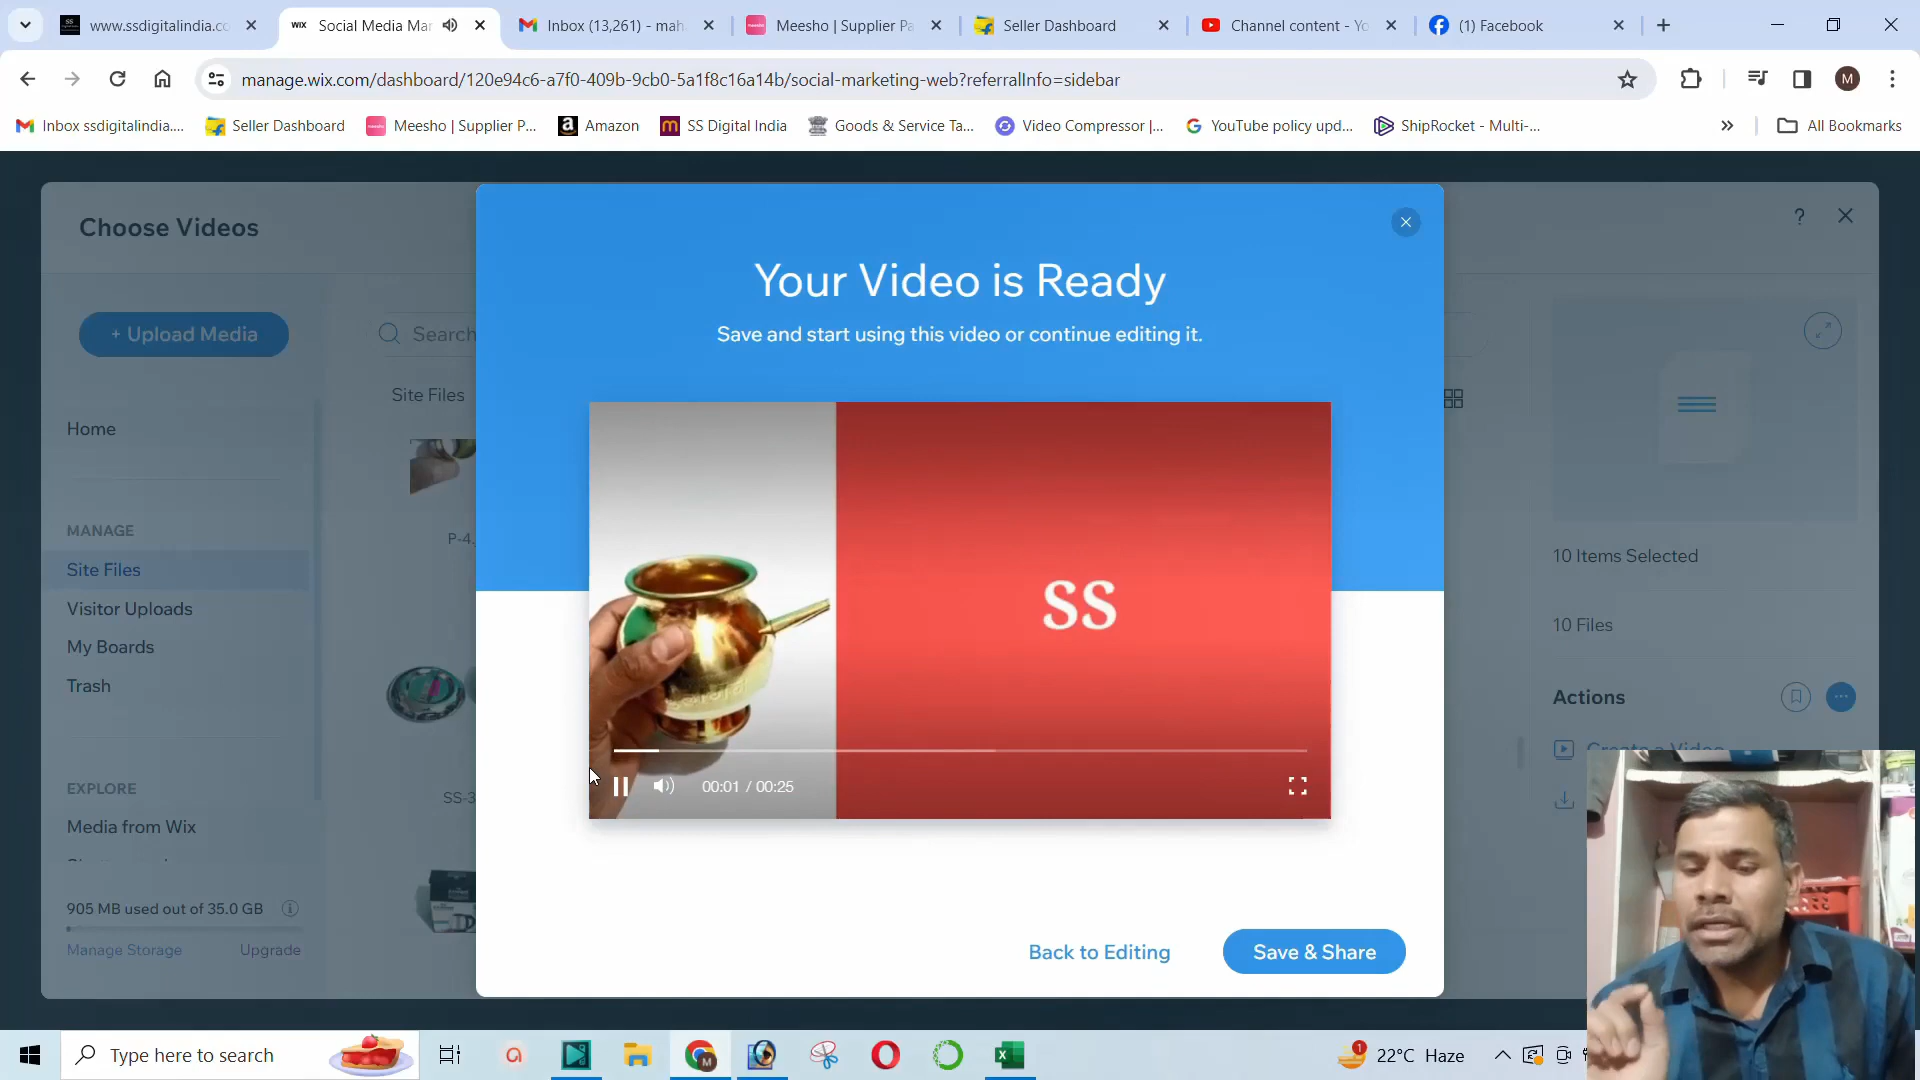 www.ssdigitalindia.co
WIX Social Media Mar
Inbox (13,261) - mah
Meesho | Supplier Pa
Seller Dashboard
Channel content - Yo
(1) Facebook
manage.wix.com/dashboard/120e94c6-a7f0-409b-9cb0-5a1f8c16a14b/social-marketing-web?referralInfo=sidebar
M
Inbox ssdigitalindia....
Seller Dashboard
Meesho | Supplier P...
Amazon
SS Digital India
Goods & Service Ta...
Video Compressor |...
YouTube policy upd...
ShipRocket - Multi-...
All Bookmarks
Choose Videos
+ Upload Media
Search
Site Files
Home
MANAGE
Site Files
Visitor Uploads
My Boards
Trash
EXPLORE
Media from Wix
905 MB used out of 35.0 GB
Manage Storage
Upgrade
P-4.
SS-3
Your Video is Ready
Save and start using this video or continue editing it.
SS
00:01 / 00:25
Back to Editing
Save & Share
10 Items Selected
10 Files
Actions
Create a Video
Type here to search
22°C Haze